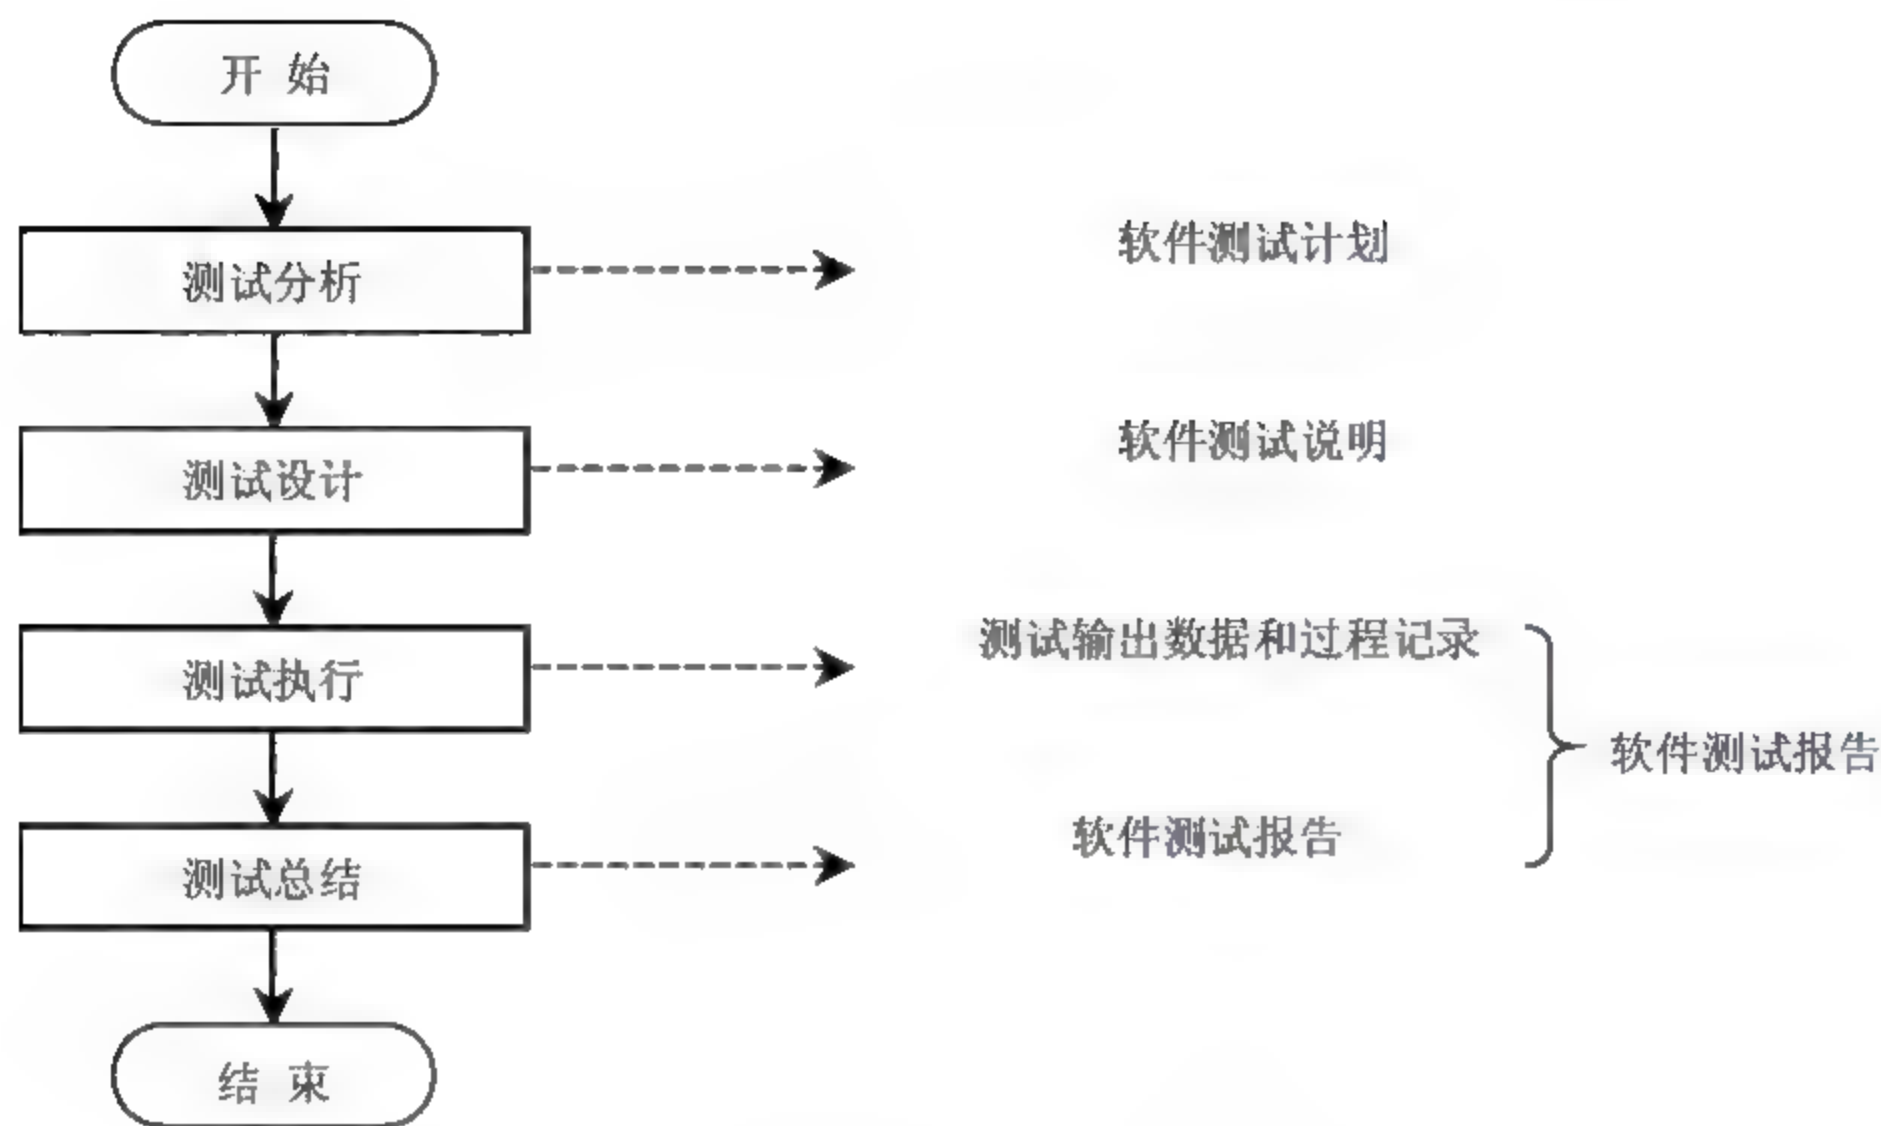 开 始
测试分析
软件测试计划
测试设计
软件测试说明
测试执行
测试输出数据和过程记录
软件测试报告
测试总结
软件测试报告
结 束